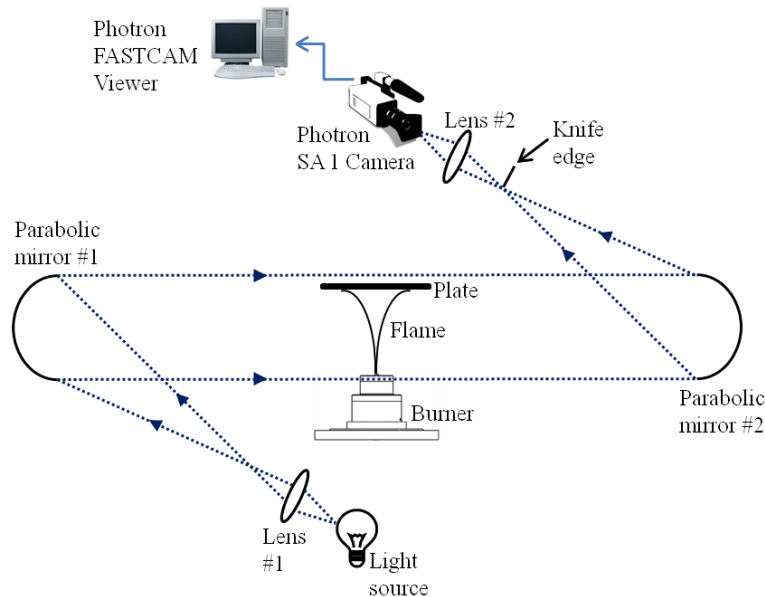 Photron
FASTCAM
Viewer
Lens #2
Knife
edge
Photron
SA 1 Camera
Parabolic
mirror #1
Plate
Flame
Burner
Parabolic
mirror #2
Lens
#1
Light
source